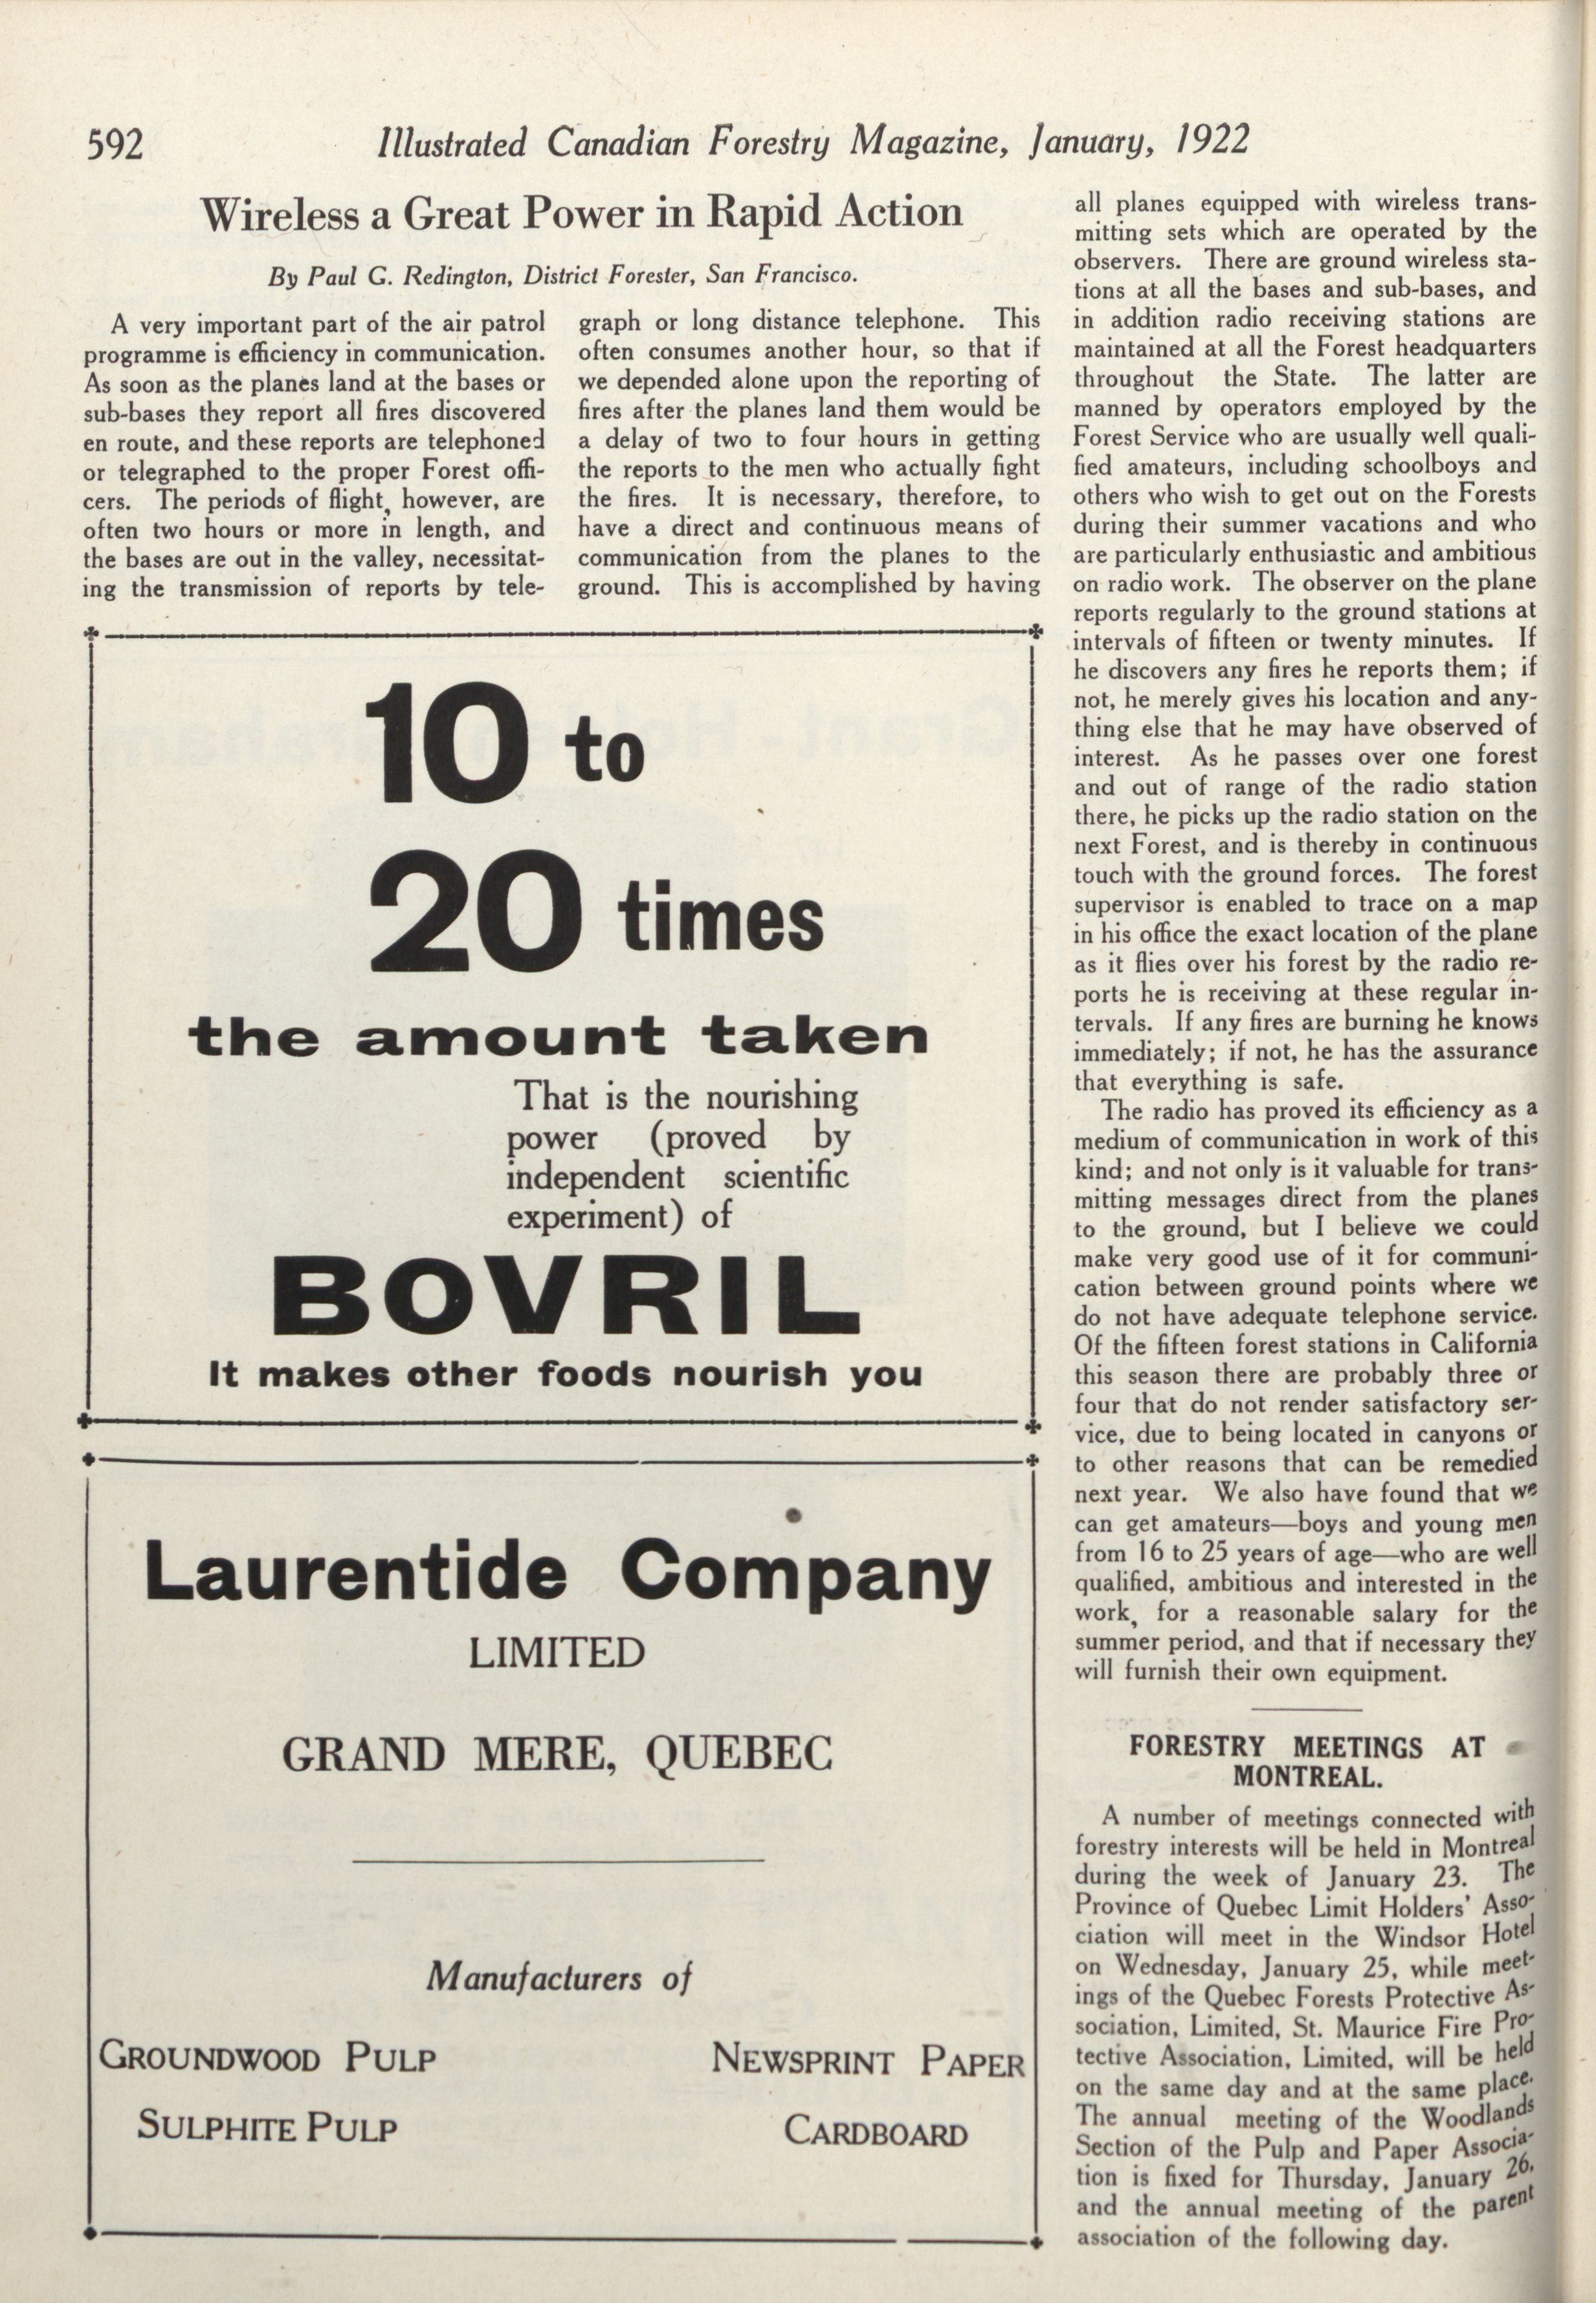 592
Illustrated Canadian Forestry Magazine, January, 1922
Wireless a Great Power in Rapid Action
By Paul G. Redington, District Forester, San Francisco.
A very important part of the air patrol
programme is efficiency in communication.
As soon as the planes land at the bases or
sub-bases they report all fires discovered
en route, and these reports are telephoned
or telegraphed to the proper Forest offi-
cers. The periods of flight, however, are
often two hours or more in length, and
the bases are out in the valley, necessitat-
ing the transmission of reports by tele-
graph or long distance telephone. This
often consumes another hour, so that if
we depended alone upon the reporting of
fires after the planes land them would be
a delay of two to four hours in getting
the reports to the men who actually fight
the fires. It is necessary, therefore, to
have a direct and continuous means of
communication from the planes to the
ground. This is accomplished by having
all planes equipped with wireless trans-
mitting sets which are operated by the
observers. There are ground wireless sta-
tions at all the bases and sub-bases, and
in addition radio receiving stations are
maintained at all the Forest headquarters
throughout the State. The latter are
manned by operators employed by the
Forest Service who are usually well quali-
fied amateurs, including schoolboys and
others who wish to get out on the Forests
during their summer vacations and who
are particularly enthusiastic and ambitious
on radio work. The observer on the plane
reports regularly to the ground stations at
intervals of fifteen or twenty minutes. If
he discovers any fires he reports them; if
not, he merely gives his location and any-
thing else that he may have observed of
interest. As he passes over one forest
and out of range of the radio station
there, he picks up the radio station on the
next Forest, and is thereby in continuous
touch with the ground forces. The forest
supervisor is enabled to trace on a map
in his office the exact location of the plane
as it flies over his forest by the radio re-
ports he is receiving at these regular in-
tervals. If any fires are burning he knows
immediately; if not, he has the assurance
that everything is safe.
The radio has proved its efficiency as a
medium of communication in work of this
kind; and not only is it valuable for trans-
mitting messages direct from the planes
to the ground, but I believe we could
make very good use of it for communi-
cation between ground points where we
do not have adequate telephone service.
Of the fifteen forest stations in California
this season there are probably three or
four that do not render satisfactory ser-
vice, due to being located in canyons or
to other reasons that can be remedied
next year. We also have found that we
can get amateurs—boys and young men
from 16 to 25 years of age—who are well
qualified, ambitious and interested in the
work, for a reasonable salary for the
summer period, and that if necessary they
will furnish their own equipment.
10 to
20 times
the amount taken
That is the nourishing
power (proved by
independent scientific
experiment) of
BOVRIL
It makes other foods nourish you
Laurentide Company
LIMITED
GRAND MERE, QUEBEC
Manufacturers of
GROUNDWOOD PULP NEWSPRINT PAPER
SULPHITE PULP CARDBOARD
FORESTRY MEETINGS AT
MONTREAL.
A number of meetings connected with
forestry interests will be held in Montreal
during the week of January 23. The
Province of Quebec Limit Holders' Asso-
ciation will meet in the Windsor Hotel
on Wednesday, January 25, while meet-
ings of the Quebec Forests Protective As-
sociation, Limited, St. Maurice Fire Pro-
tective Association, Limited, will be held
on the same day and at the same place.
The annual meeting of the Woodlands
Section of the Pulp and Paper Associa-
tion is fixed for Thursday, January 26,
and the annual meeting of the parent
association of the following day.